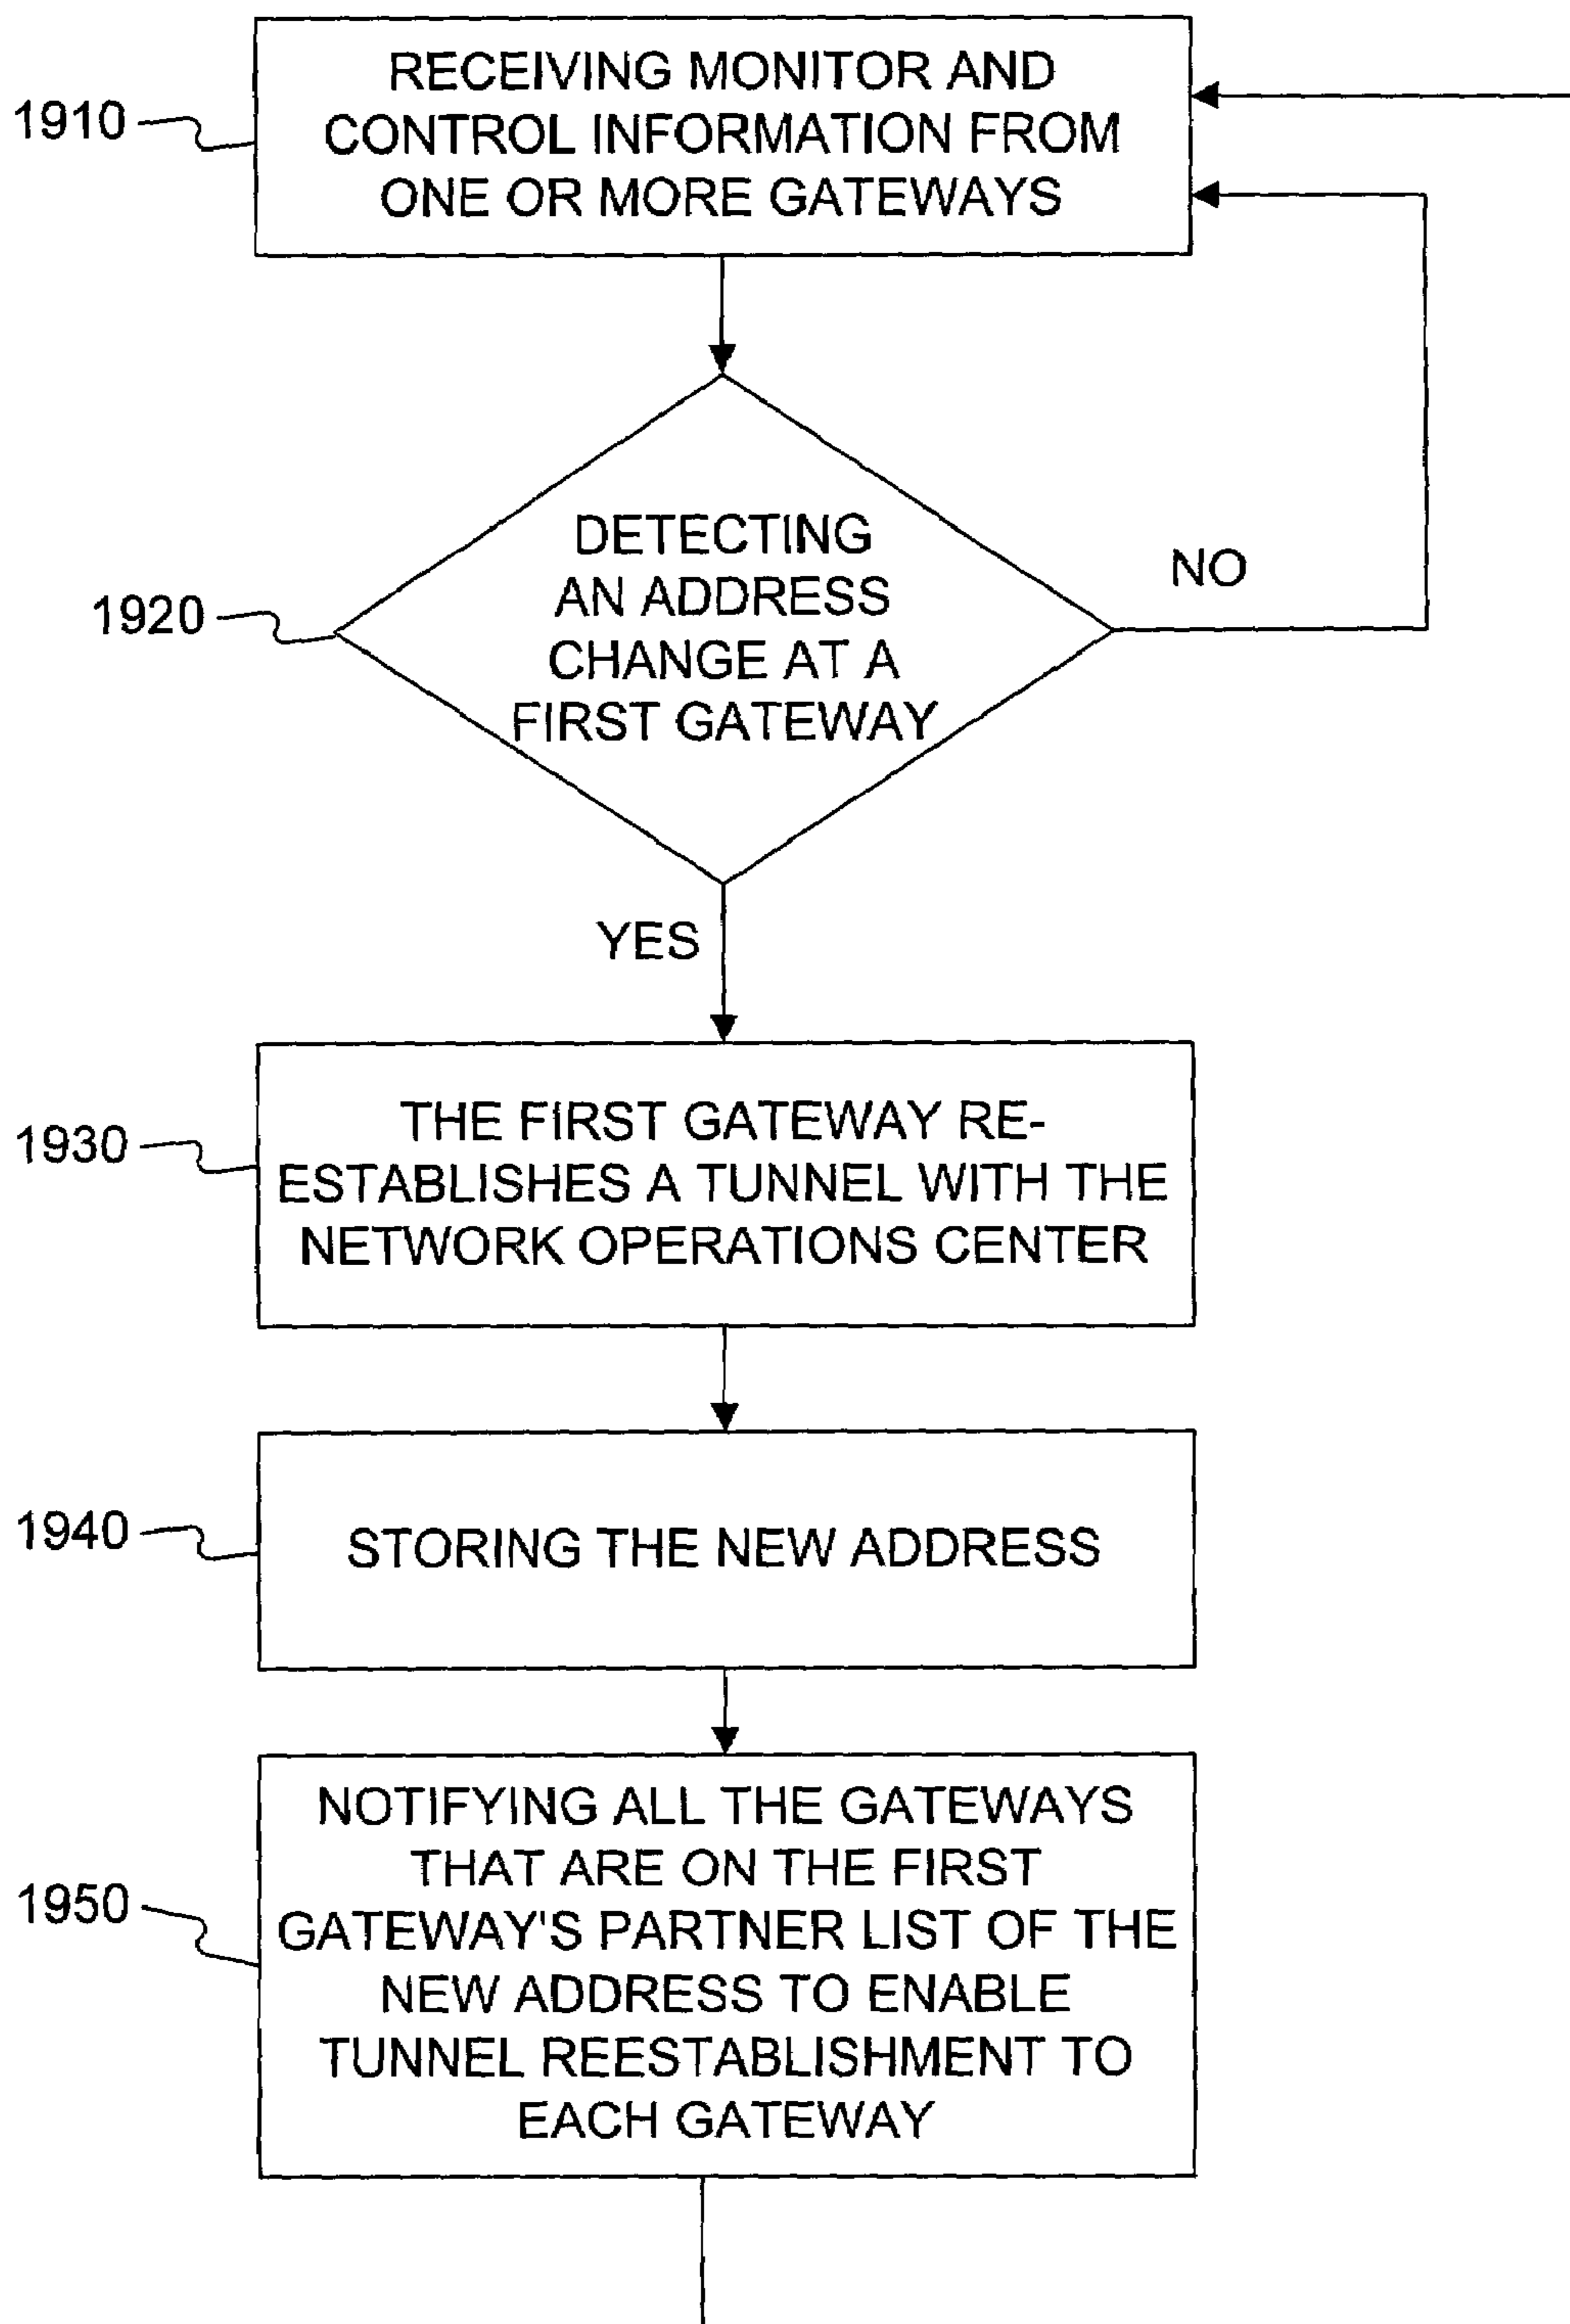 1910
RECEIVING MONITOR AND
CONTROL INFORMATION FROM
ONE OR MORE GATEWAYS
1920
DETECTING
AN ADDRESS
CHANGE AT A
FIRST GATEWAY
NO
YES
1930
THE FIRST GATEWAY RE-
ESTABLISHES A TUNNEL WITH THE
NETWORK OPERATIONS CENTER
1940
STORING THE NEW ADDRESS
1950
NOTIFYING ALL THE GATEWAYS
THAT ARE ON THE FIRST
GATEWAY'S PARTNER LIST OF THE
NEW ADDRESS TO ENABLE
TUNNEL REESTABLISHMENT TO
EACH GATEWAY